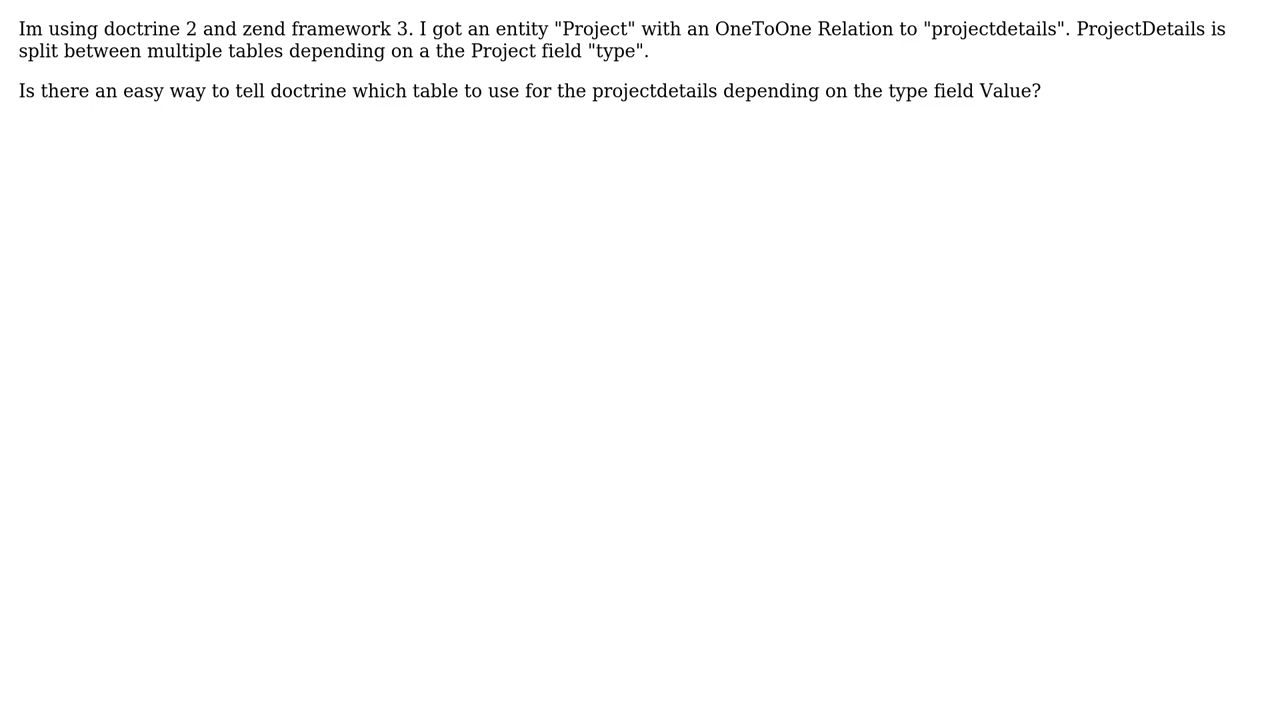 Im using doctrine 2 and zend framework 3. I got an entity "Project" with an OneToOne Relation to "projectdetails". ProjectDetails is
split between multiple tables depending on a the Project field "type".
Is there an easy way to tell doctrine which table to use for the projectdetails depending on the type field Value?